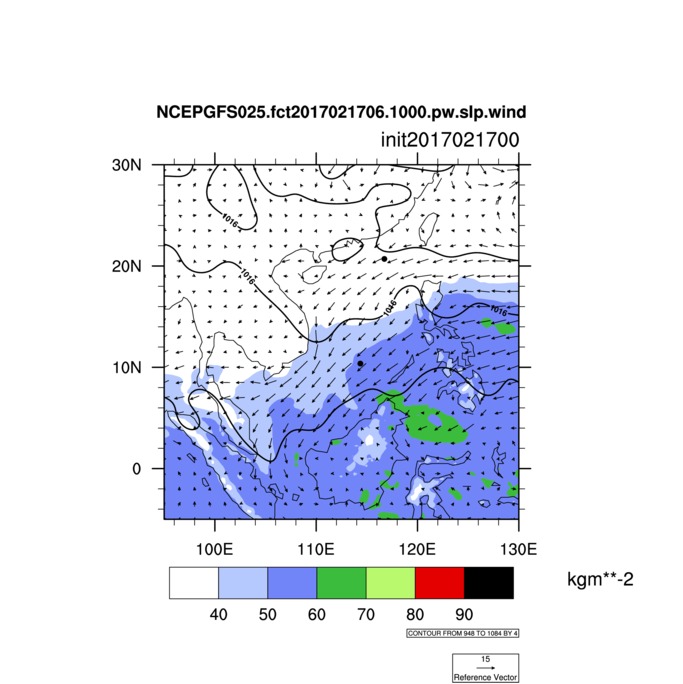 NCEPGFS025.fct2017021706.1000.pw.slp.wind
init2017021700
30N
1016
20N
1016
1016
1016
10N
0
100E 110E 120E 130E
kgm**-2
40 50 60 70 80 90
CONTOUR FROM 948 TO 1084 BY 4
15
Reference Vector